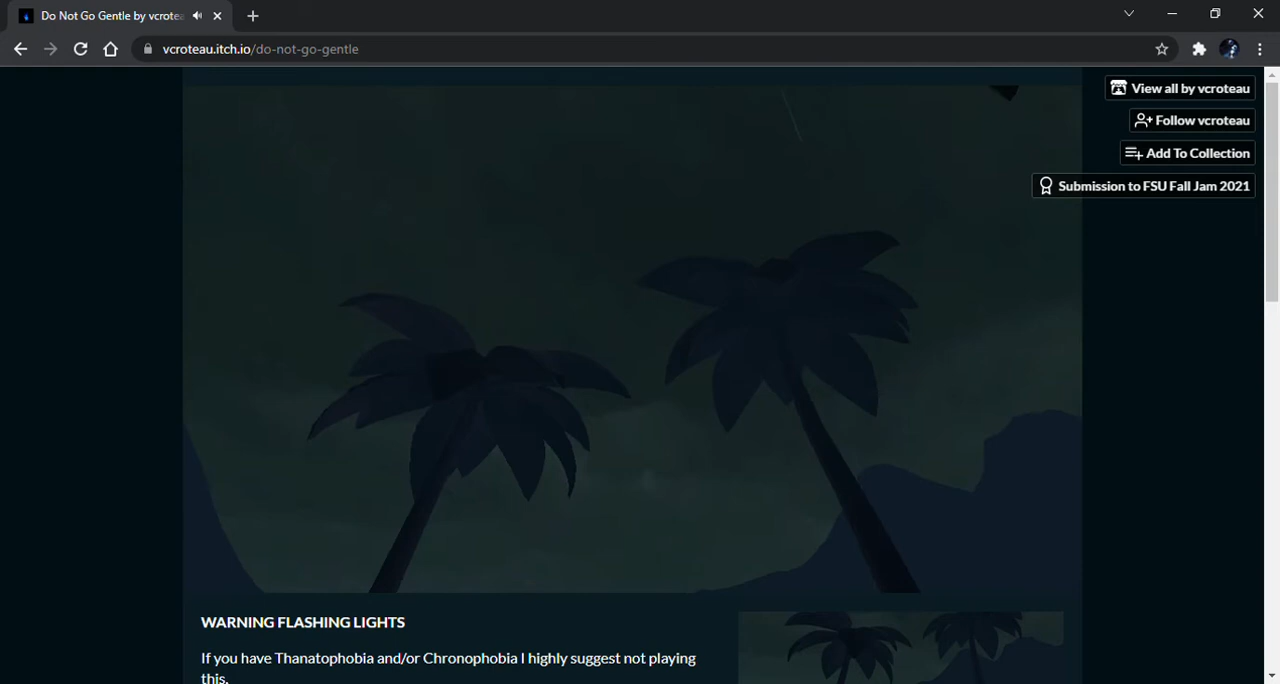 Do Not Go Gentle by vcrotea
vcroteau.itch.io/do-not-go-gentle
View all by vcroteau
Follow vcroteau
Add To Collection
Submission to FSU Fall Jam 2021
WARNING FLASHING LIGHTS
If you have Thanatophobia and/or Chronophobia I highly suggest not playing
this.